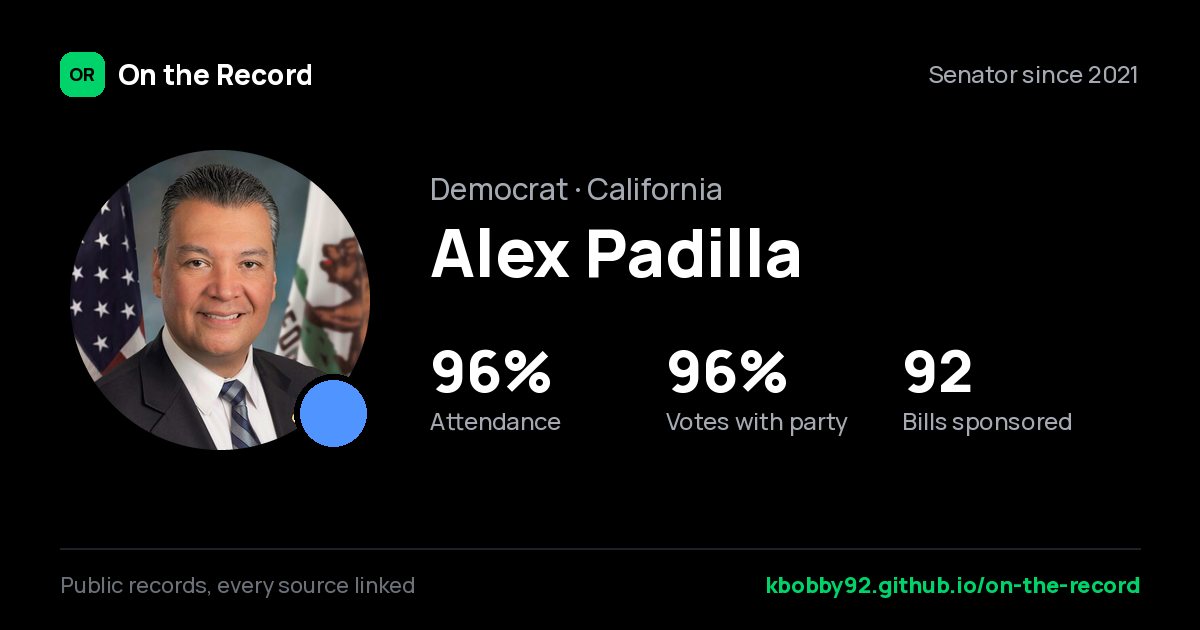 OR On the Record
Senator since 2021
Democrat · California
Alex Padilla
96% 96% 92
Attendance Votes with party Bills sponsored
Public records, every source linked
kbobby92.github.io/on-the-record